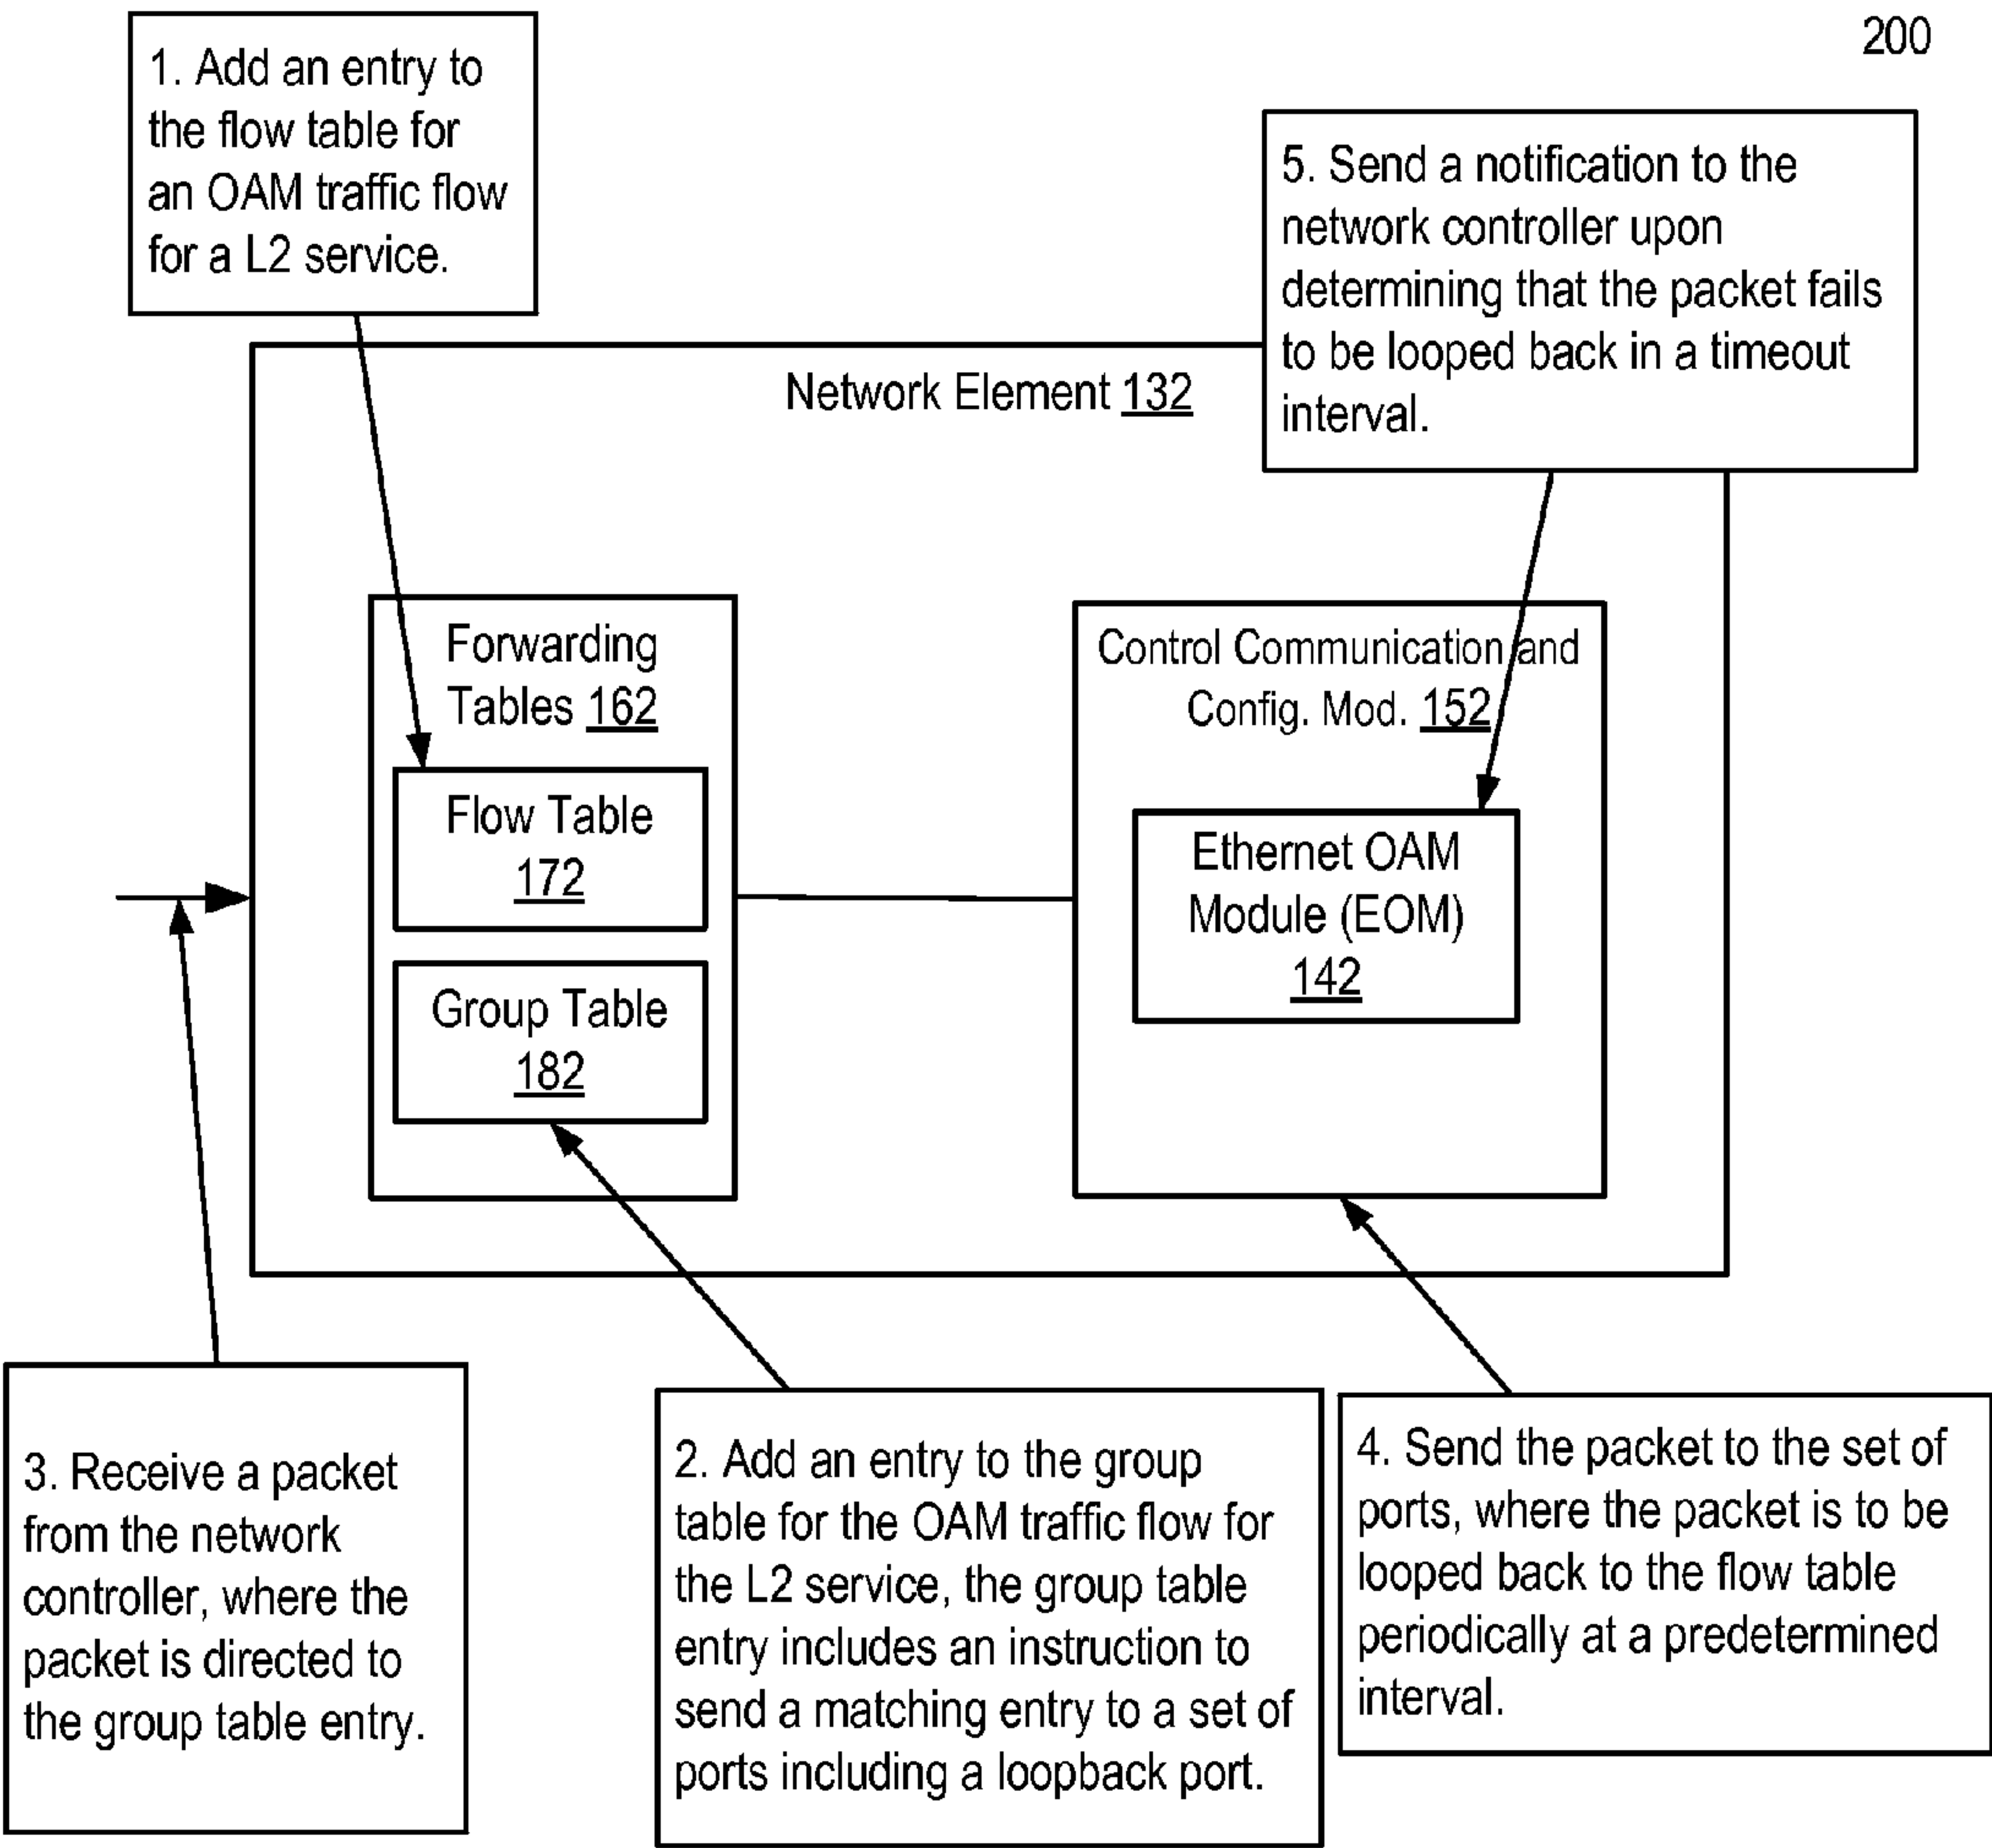 200
1. Add an entry to
the flow table for
an OAM traffic flow
for a L2 service.
5. Send a notification to the
network controller upon
determining that the packet fails
to be looped back in a timeout
interval.
Network Element 132
Forwarding
Tables 162
Flow Table
172
Group Table
182
Control Communication and
Config. Mod. 152
Ethernet OAM
Module (EOM)
142
3. Receive a packet
from the network
controller, where the
packet is directed to
the group table entry.
2. Add an entry to the group
table for the OAM traffic flow for
the L2 service, the group table
entry includes an instruction to
send a matching entry to a set of
ports including a loopback port.
4. Send the packet to the set of
ports, where the packet is to be
looped back to the flow table
periodically at a predetermined
interval.